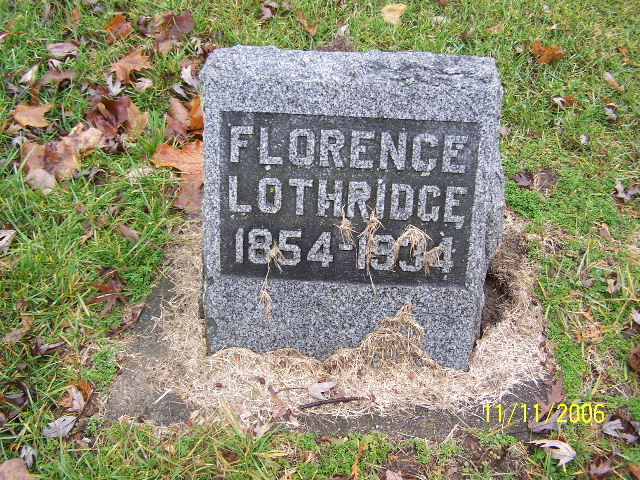 FLORENCE
LOTHRIDGE
1854-1934
11/11/2006